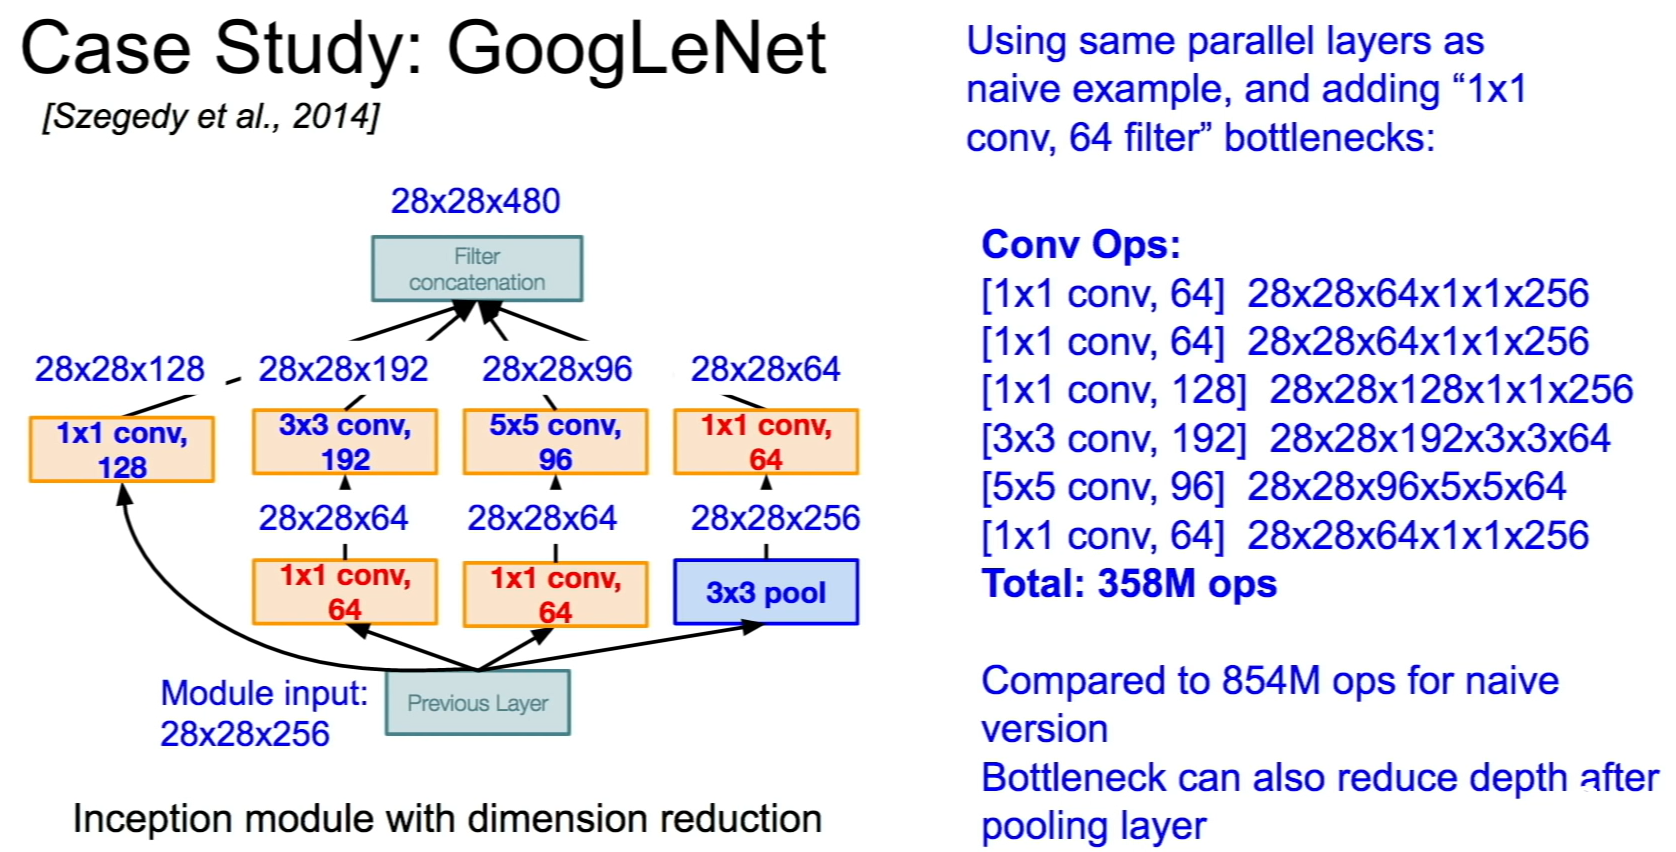 Case Study: GoogLeNet
[Szegedy et al., 2014]
28x28x480
Filter
concatenation
28x28x128
28x28x192
28x28x96
28x28x64
1x1 conv,
128
3x3 conv,
192
5x5 conv,
96
1x1 conv,
64
28x28x64
28x28x64
28x28x256
1x1 conv,
64
1x1 conv,
64
3x3 pool
Module input:
28x28x256
Previous Layer
Inception module with dimension reduction
Using same parallel layers as
naive example, and adding “1x1
conv, 64 filter” bottlenecks:
Conv Ops:
[1x1 conv, 64] 28x28x64x1x1x256
[1x1 conv, 64] 28x28x64x1x1x256
[1x1 conv, 128] 28x28x128x1x1x256
[3x3 conv, 192] 28x28x192x3x3x64
[5x5 conv, 96] 28x28x96x5x5x64
[1x1 conv, 64] 28x28x64x1x1x256
Total: 358M ops
Compared to 854M ops for naive
version
Bottleneck can also reduce depth after
pooling layer